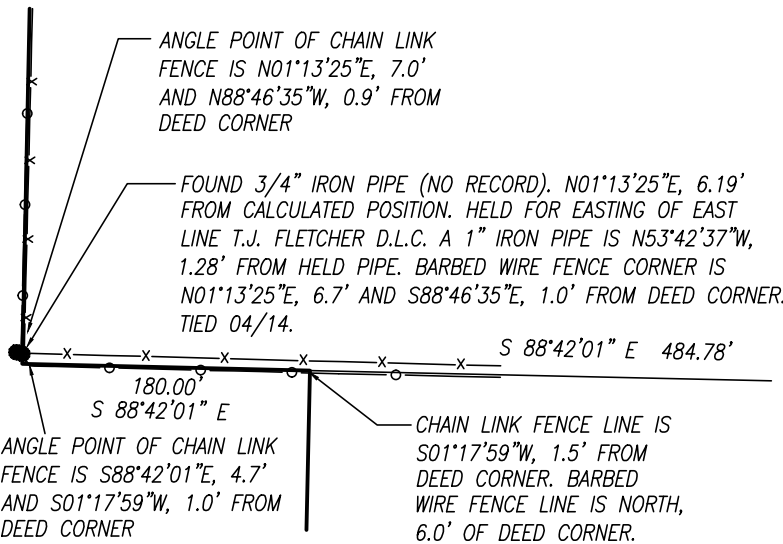 ANGLE POINT OF CHAIN LINK
FENCE IS N01°13'25"E, 7.0'
AND N88°46'35"W, 0.9' FROM
DEED CORNER
FOUND 3/4" IRON PIPE (NO RECORD). N01°13'25"E, 6.19'
FROM CALCULATED POSITION. HELD FOR EASTING OF EAST
LINE T.J. FLETCHER D.L.C. A 1" IRON PIPE IS N53°42'37"W,
1.28' FROM HELD PIPE. BARBED WIRE FENCE CORNER IS
N01°13'25"E, 6.7' AND S88°46'35"E, 1.0' FROM DEED CORNER.
TIED 04/14.
S 88°42'01" E 484.78'
180.00'
S 88°42'01" E
ANGLE POINT OF CHAIN LINK
FENCE IS S88°42'01"E, 4.7'
AND S01°17'59"W, 1.0' FROM
DEED CORNER
CHAIN LINK FENCE LINE IS
S01°17'59"W, 1.5' FROM
DEED CORNER. BARBED
WIRE FENCE LINE IS NORTH,
6.0' OF DEED CORNER.